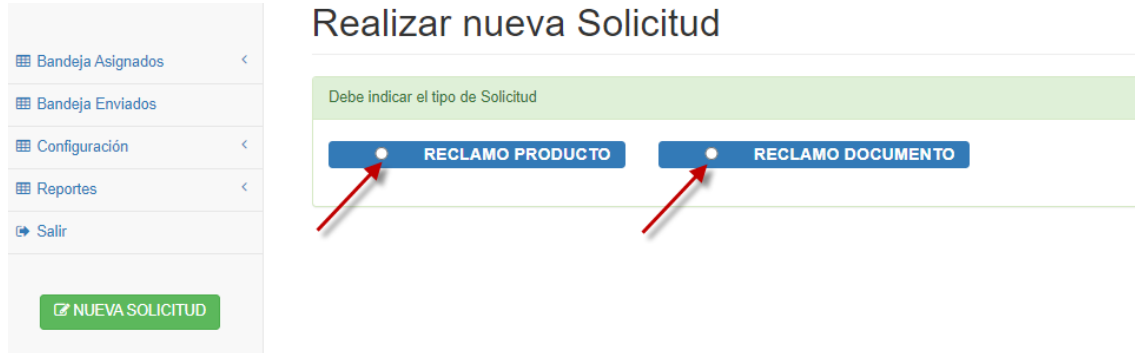 Realizar nueva Solicitud
Bandeja Asignados
Bandeja Enviados
Configuración
Reportes
Salir
NUEVA SOLICITUD
Debe indicar el tipo de Solicitud
RECLAMO PRODUCTO
RECLAMO DOCUMENTO